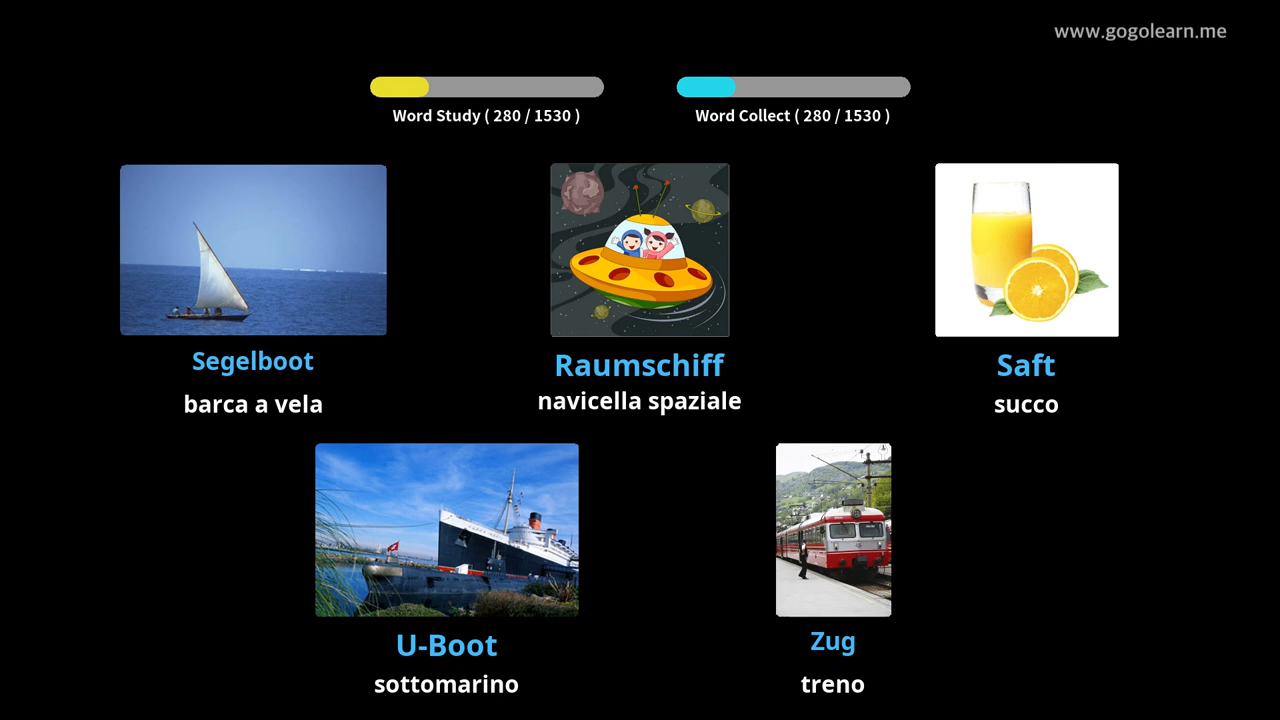 www.gogolearn.me
Word Study ( 280 / 1530 )
Word Collect ( 280 / 1530 )
Segelboot
barca a vela
Raumschiff
navicella spaziale
Saft
succo
U-Boot
sottomarino
Zug
treno